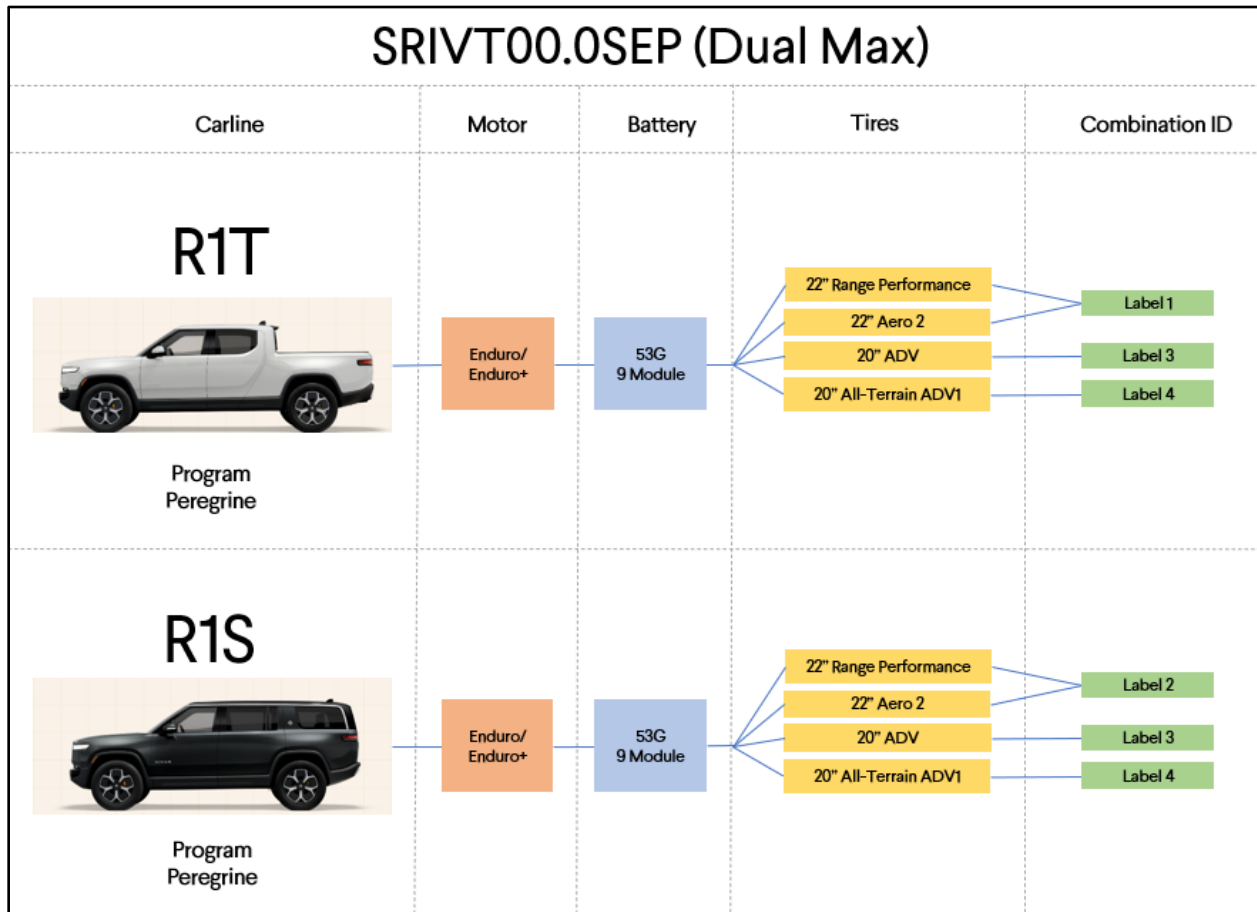 SRIVT00.0SEP (Dual Max)
Carline
Motor
Battery
Tires
Combination ID
R1T
Program
Peregrine
Enduro/
Enduro+
53G
9 Module
22” Range Performance
22” Aero 2
20” ADV
20” All-Terrain ADV1
Label 1
Label 3
Label 4
R1S
Program
Peregrine
Enduro/
Enduro+
53G
9 Module
22” Range Performance
22” Aero 2
20” ADV
20” All-Terrain ADV1
Label 2
Label 3
Label 4